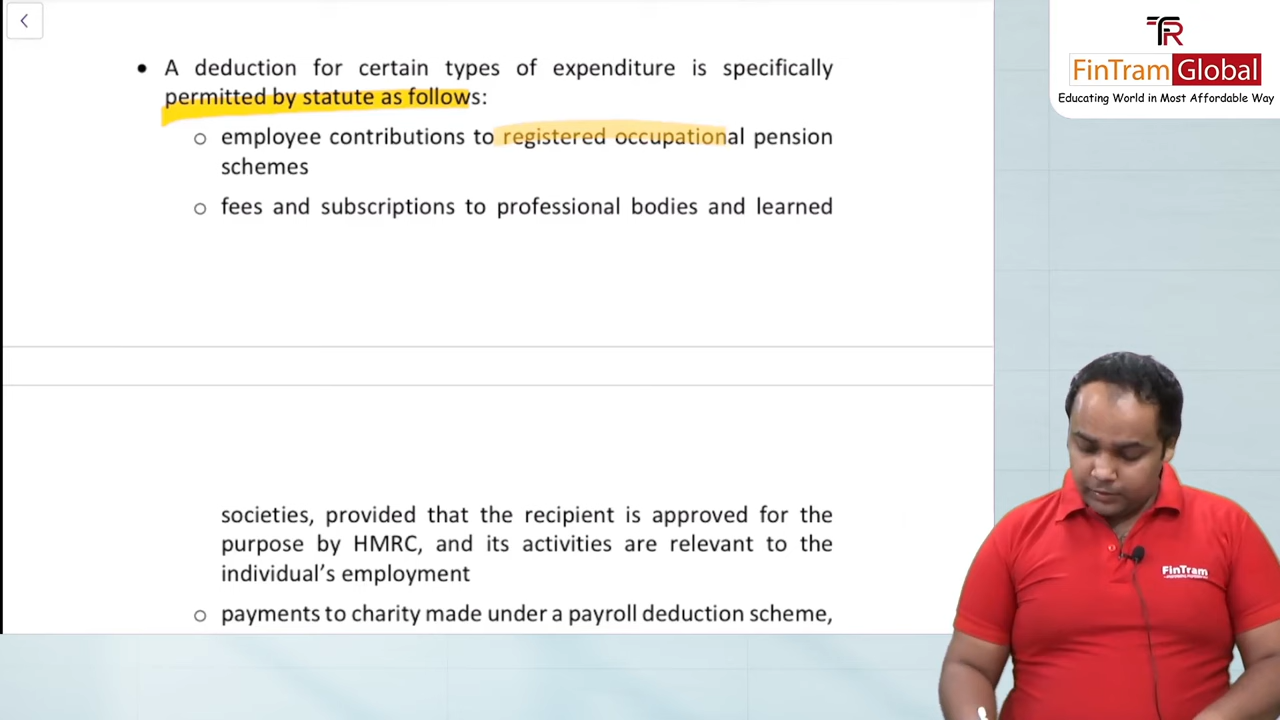 A deduction for certain types of expenditure is specifically
permitted by statute as follows:
employee contributions to registered occupational pension
schemes
fees and subscriptions to professional bodies and learned
societies, provided that the recipient is approved for the
purpose by HMRC, and its activities are relevant to the
individual's employment
payments to charity made under a payroll deduction scheme,
TR
FinTram Global
Educating World in Most Affordable Way
FinTram